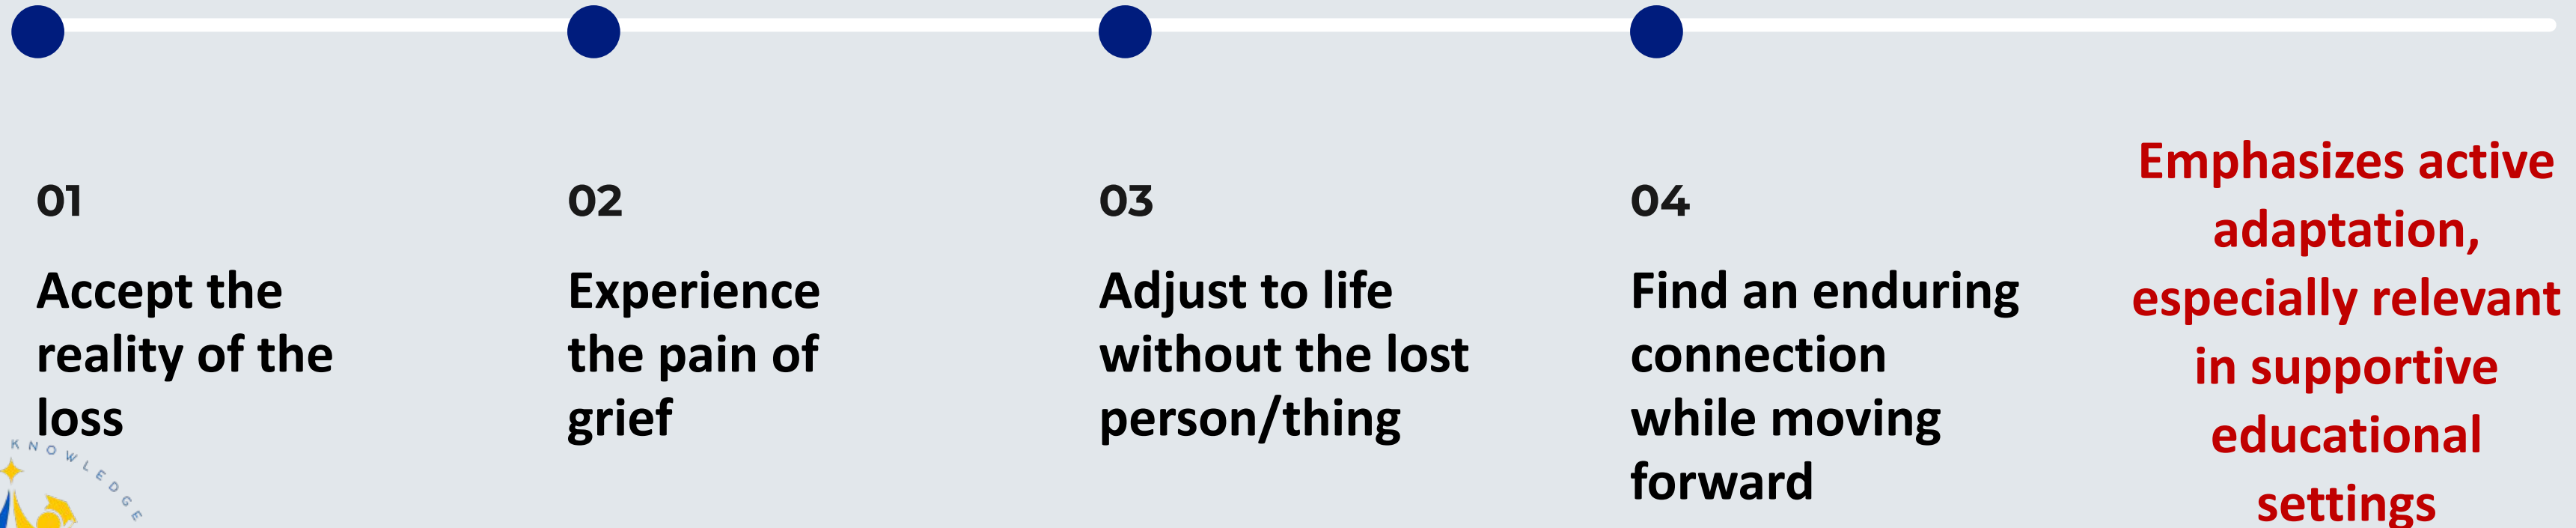 01
Accept the
reality of the
loss
02
Experience
the pain of
grief
03
Adjust to life
without the lost
person/thing
04
Find an enduring
connection
while moving
forward
Emphasizes active
adaptation,
especially relevant
in supportive
educational
settings
KNOWLEDGE